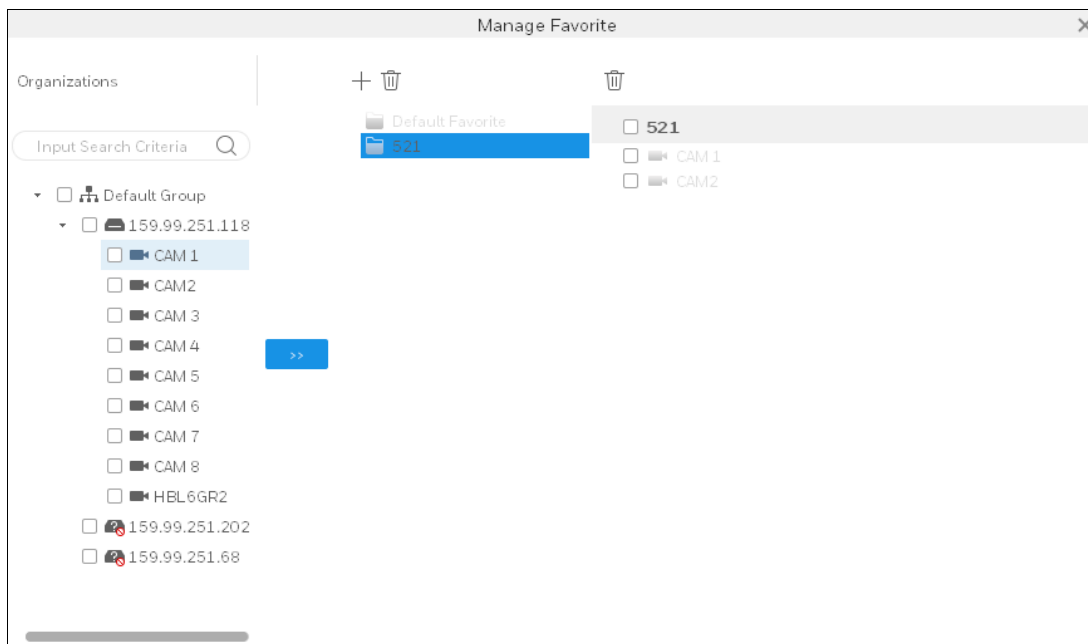 Manage Favorite
Organizations
Input Search Criteria
Default Group
159.99.251.118
CAM 1
CAM2
CAM 3
CAM 4
CAM 5
CAM 6
CAM 7
CAM 8
HBL6GR2
159.99.251.202
159.99.251.68
>>
Default Favorite
521
521
CAM 1
CAM2